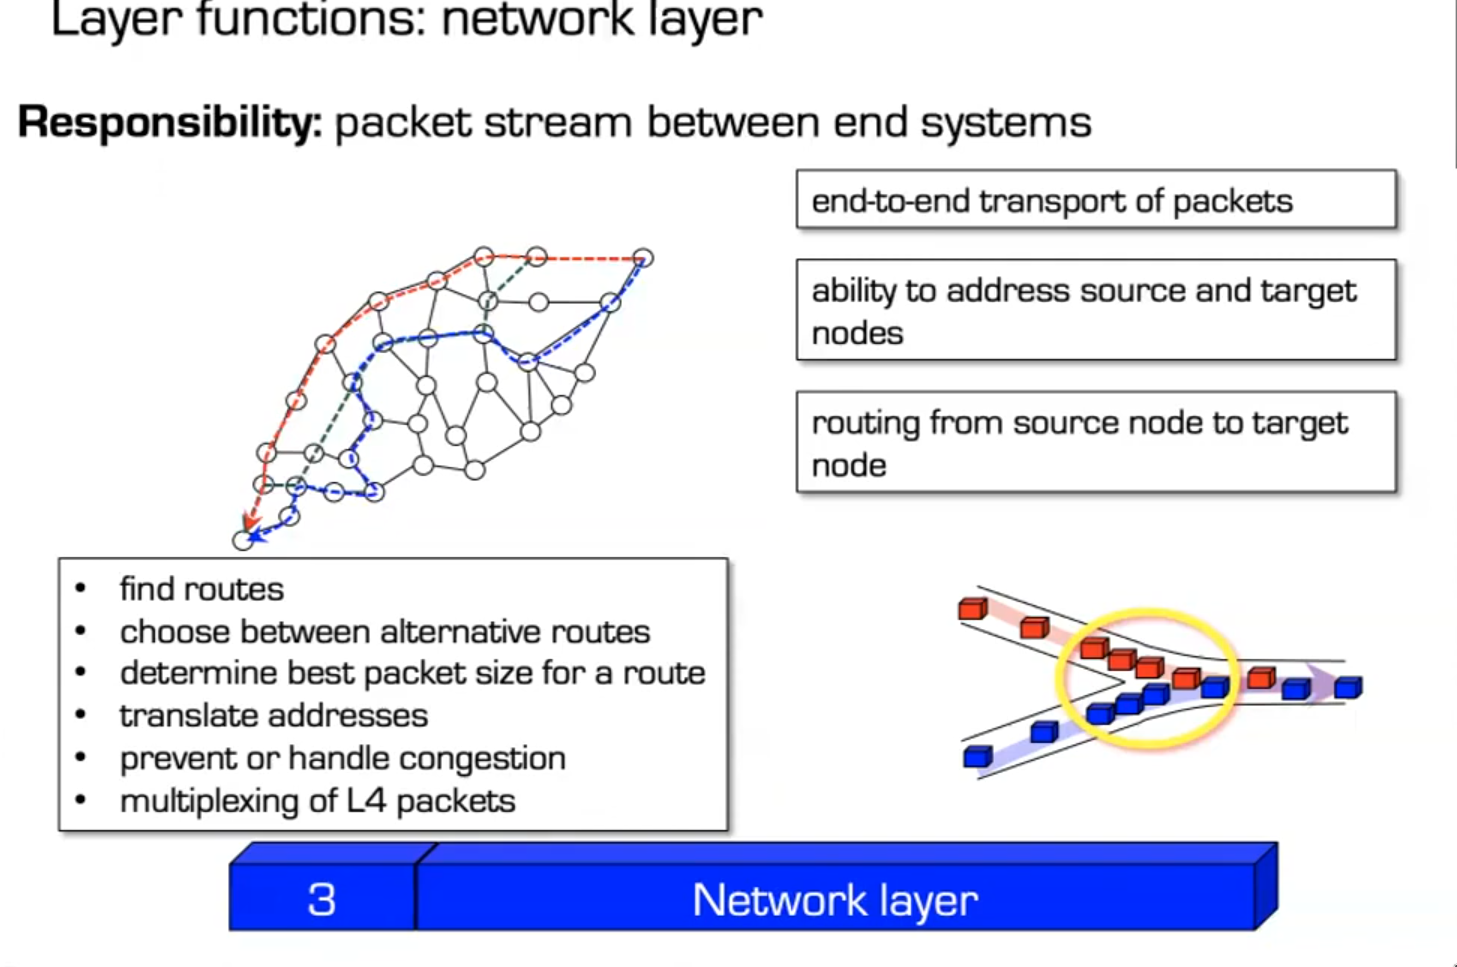 Layer functions: network layer
Responsibility: packet stream between end systems
end-to-end transport of packets
ability to address source and target
nodes
routing from source node to target
node
• find routes
• choose between alternative routes
• determine best packet size for a route
• translate addresses
• prevent or handle congestion
• multiplexing of L4 packets
3 Network layer